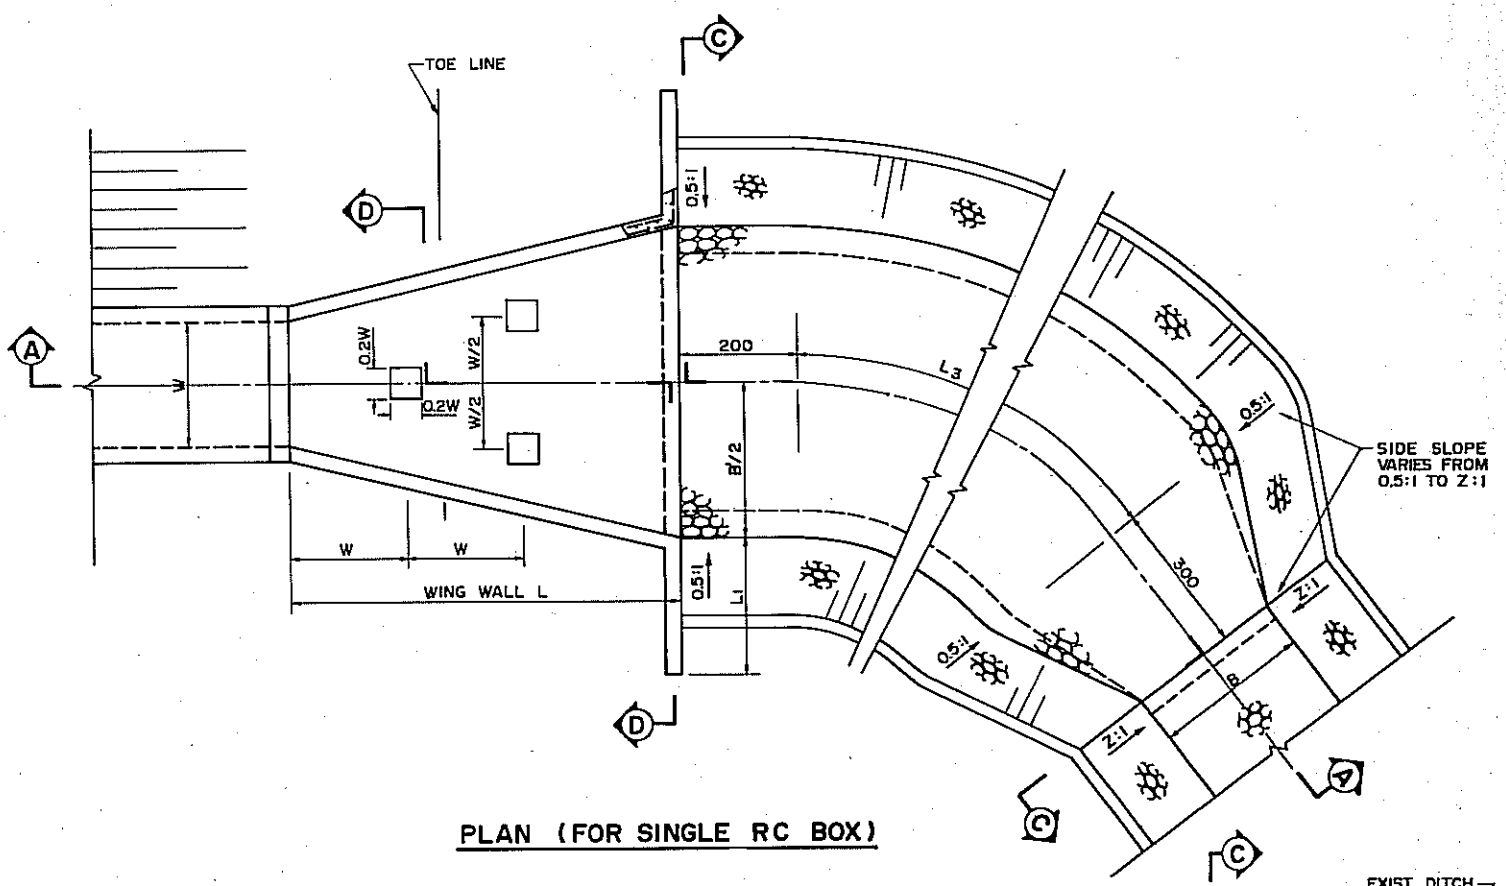 C
TOE LINE
D
0.5:1
A
W
0.2W
0.2W
W/2
W/2
200
L3
B'/2
0.5:1
SIDE SLOPE
VARIES FROM
0.5:1 TO Z:1
W
W
WING WALL L
0.5:1
L1
300
Z:1
0.5:1
B
Z:1
D
A
C
PLAN (FOR SINGLE RC BOX)
C
EXIST DITCH